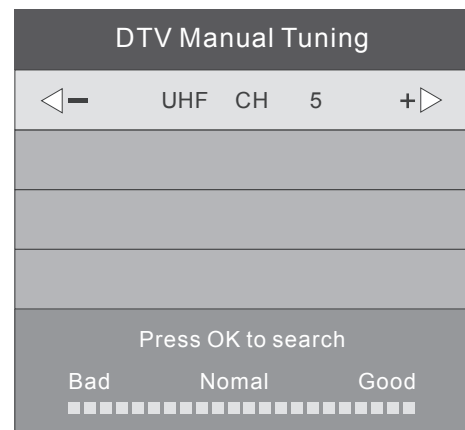 DTV Manual Tuning
UHF CH 5 +
Press OK to search
Bad Nomal Good